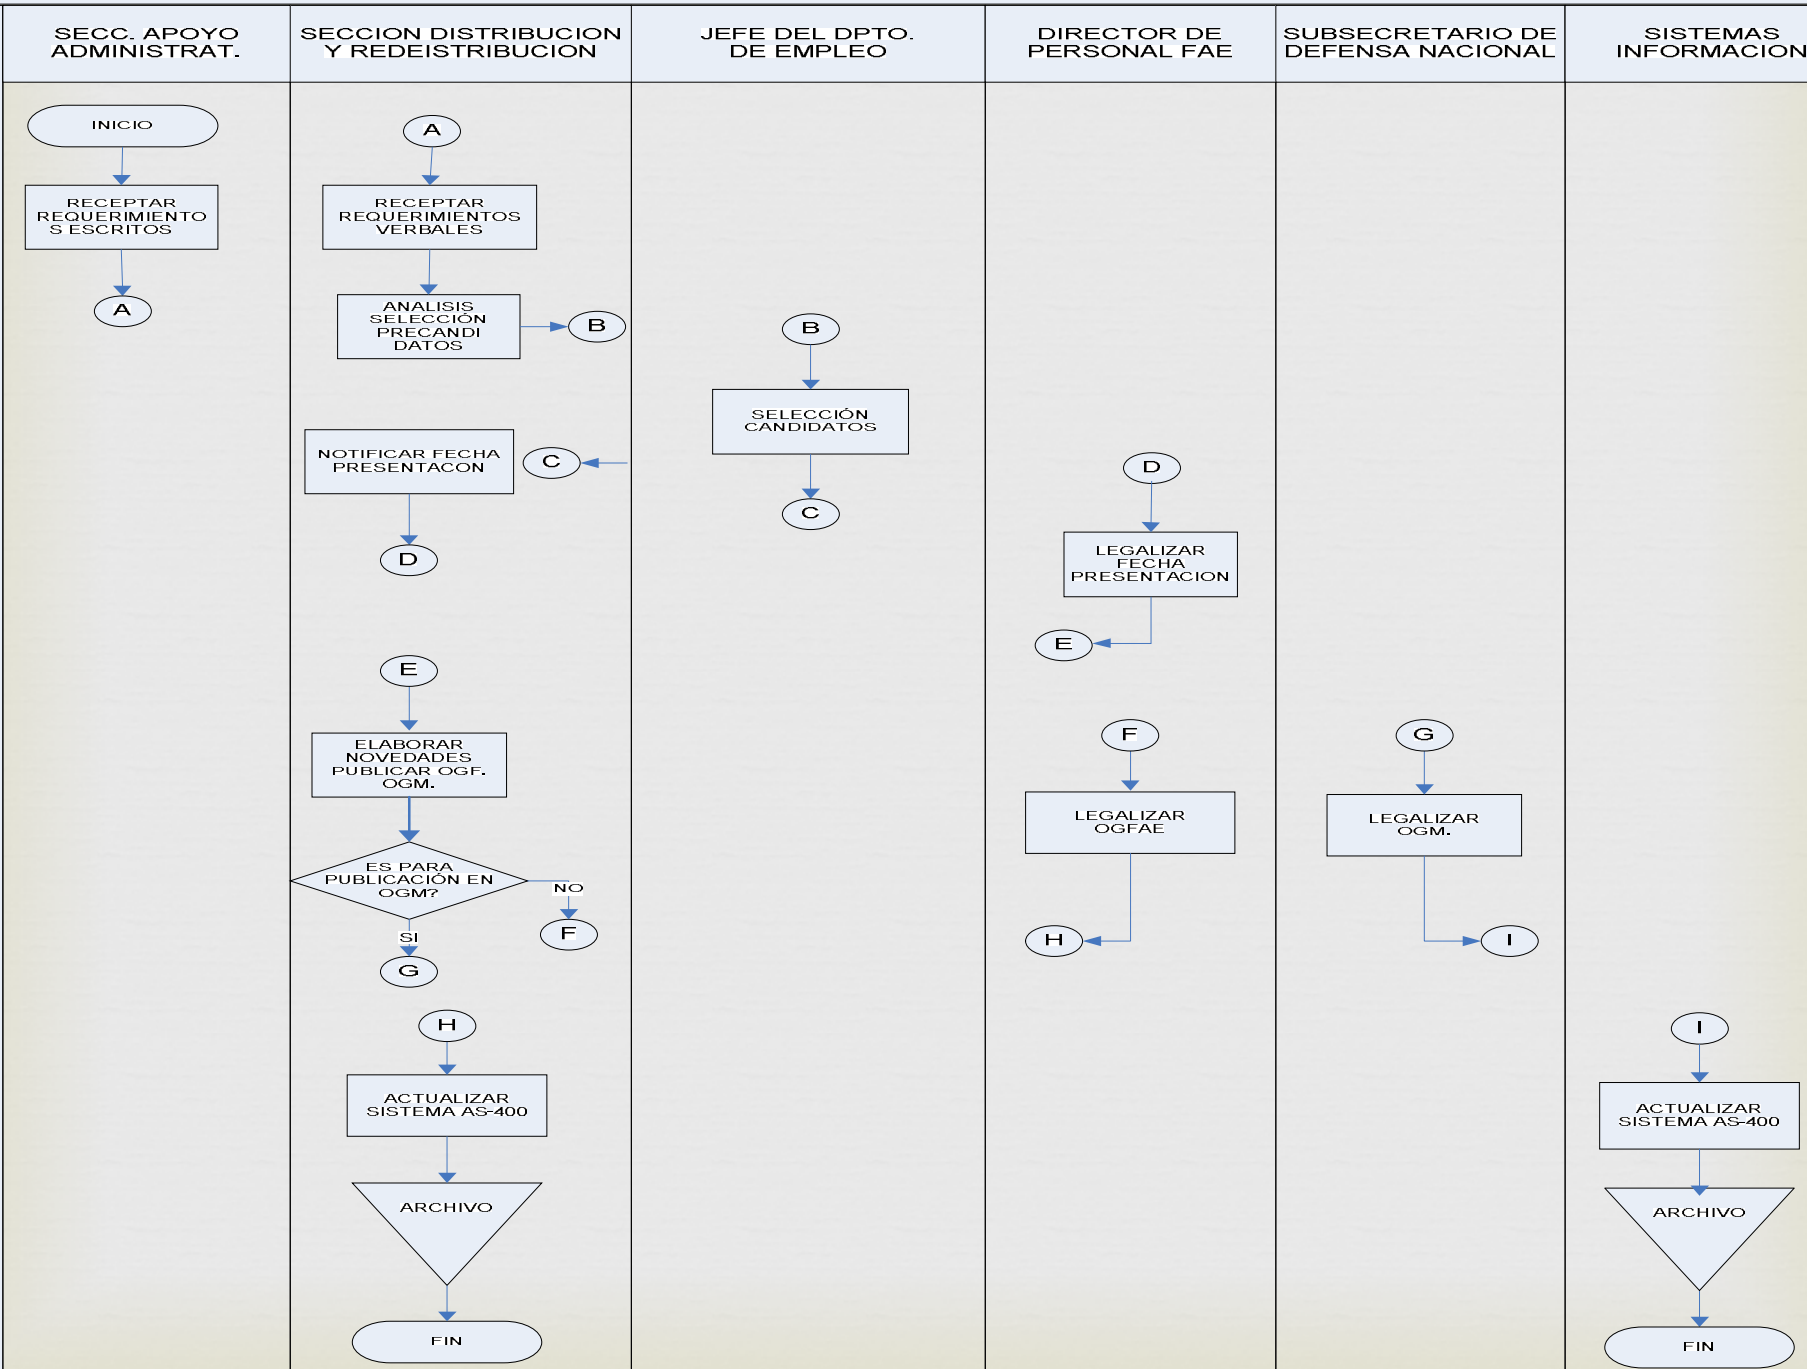 SECC. APOYO
ADMINISTRAT.
SECCION DISTRIBUCION
Y REDEISTRIBUCION
JEFE DEL DPTO.
DE EMPLEO
DIRECTOR DE
PERSONAL FAE
SUBSECRETARIO DE
DEFENSA NACIONAL
SISTEMAS
INFORMACION
INICIO
RECEPTAR
REQUERIMIENTO
S ESCRITOS
A
A
RECEPTAR
REQUERIMIENTOS
VERBALES
ANALISIS
SELECCIÓN
PRECANDI
DATOS
B
NOTIFICAR FECHA
PRESENTACON
C
D
E
ELABORAR
NOVEDADES
PUBLICAR OGF.
OGM.
ES PARA
PUBLICACIÓN EN
OGM?
NO
F
SI
G
H
ACTUALIZAR
SISTEMA AS-400
ARCHIVO
FIN
B
SELECCIÓN
CANDIDATOS
C
D
LEGALIZAR
FECHA
PRESENTACION
E
F
LEGALIZAR
OGFAE
H
G
LEGALIZAR
OGM.
I
I
ACTUALIZAR
SISTEMA AS-400
ARCHIVO
FIN